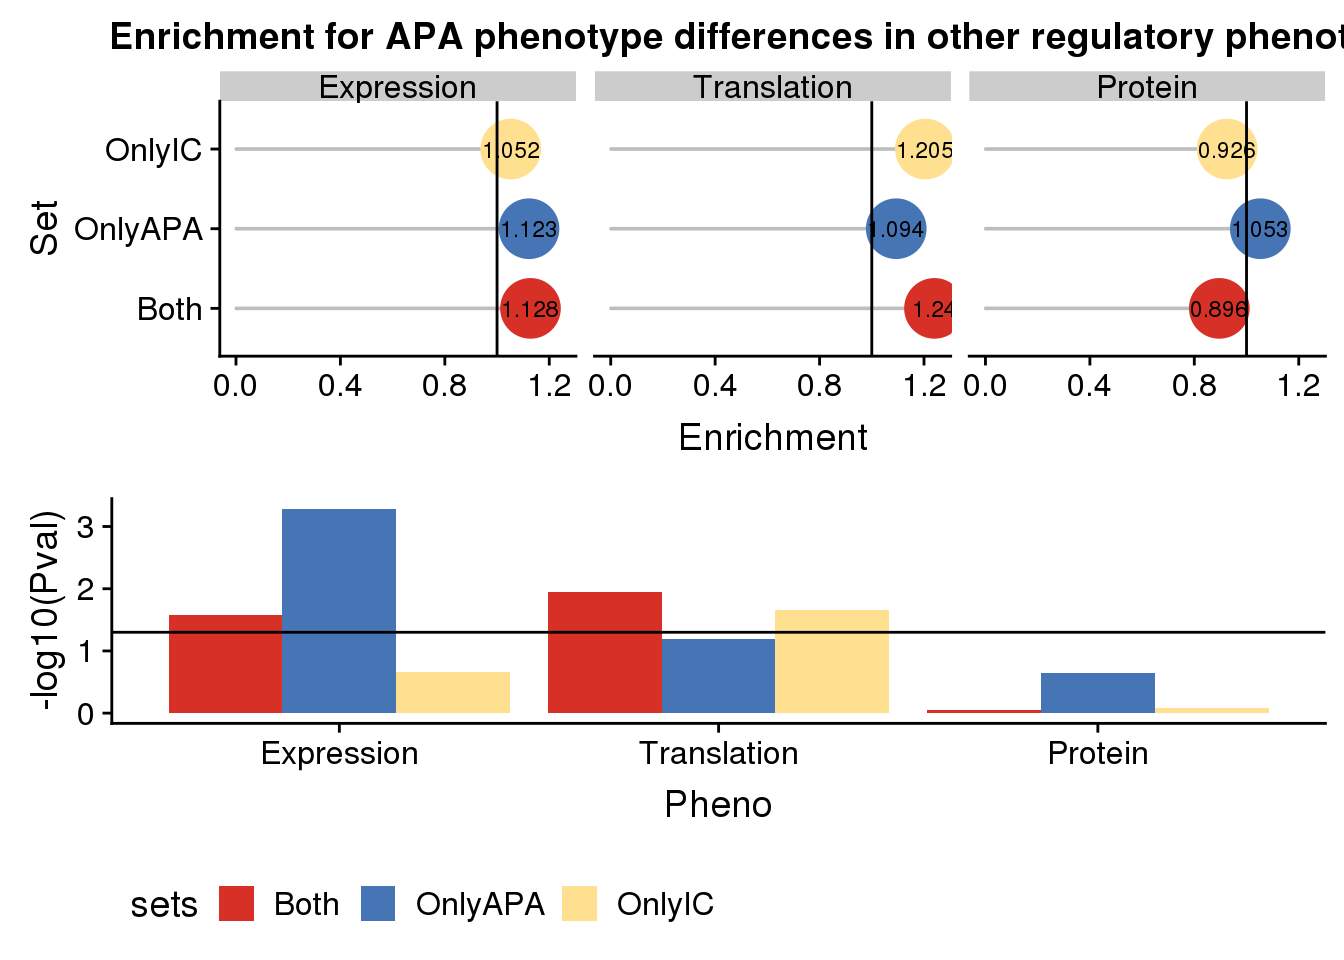 Enrichment for APA phenotype differences in other regulatory phenot
Expression Translation Protein
Set
OnlyIC 1.052 1.205 0.926
OnlyAPA 1.123 1.094 1.053
Both 1.128 1.24 0.896
0.0 0.4 0.8 1.2 0.0 0.4 0.8 1.2 0.0 0.4 0.8 1.2
Enrichment
-log10(Pval)
3
2
1
0
Expression Translation Protein
Pheno
sets Both OnlyAPA OnlyIC